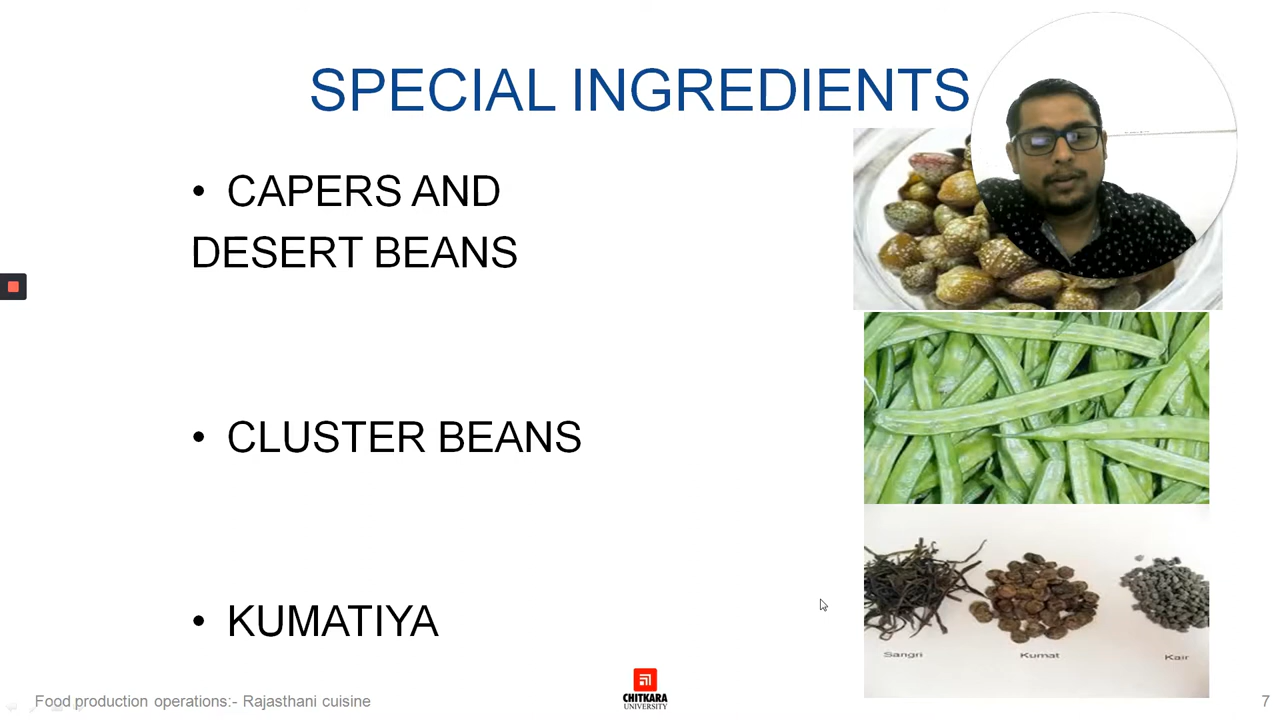 SPECIAL INGREDIENTS
• CAPERS AND
DESERT BEANS
• CLUSTER BEANS
• KUMATIYA
Sangri
Kumat
Kair
Food production operations:- Rajasthani cuisine
CHITKARA
UNIVERSITY
7